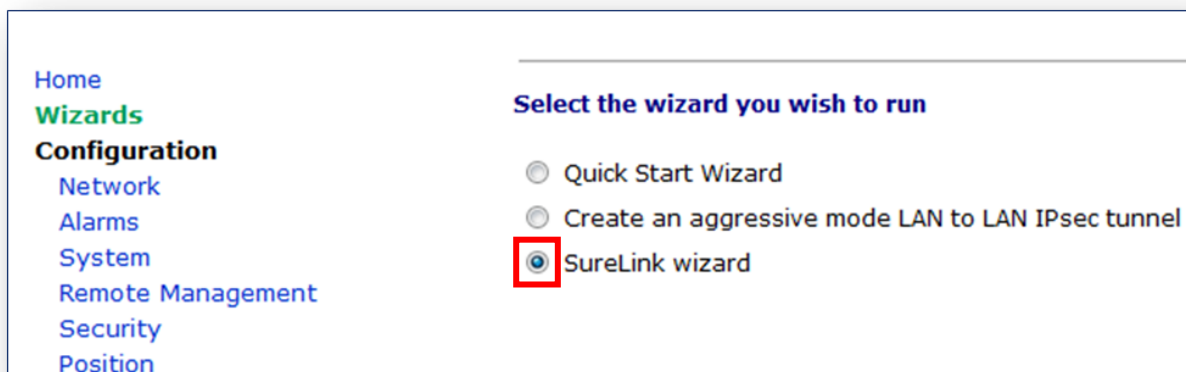 Home
Wizards
Configuration
Network
Alarms
System
Remote Management
Security
Position
Select the wizard you wish to run
Quick Start Wizard
Create an aggressive mode LAN to LAN IPsec tunnel
SureLink wizard